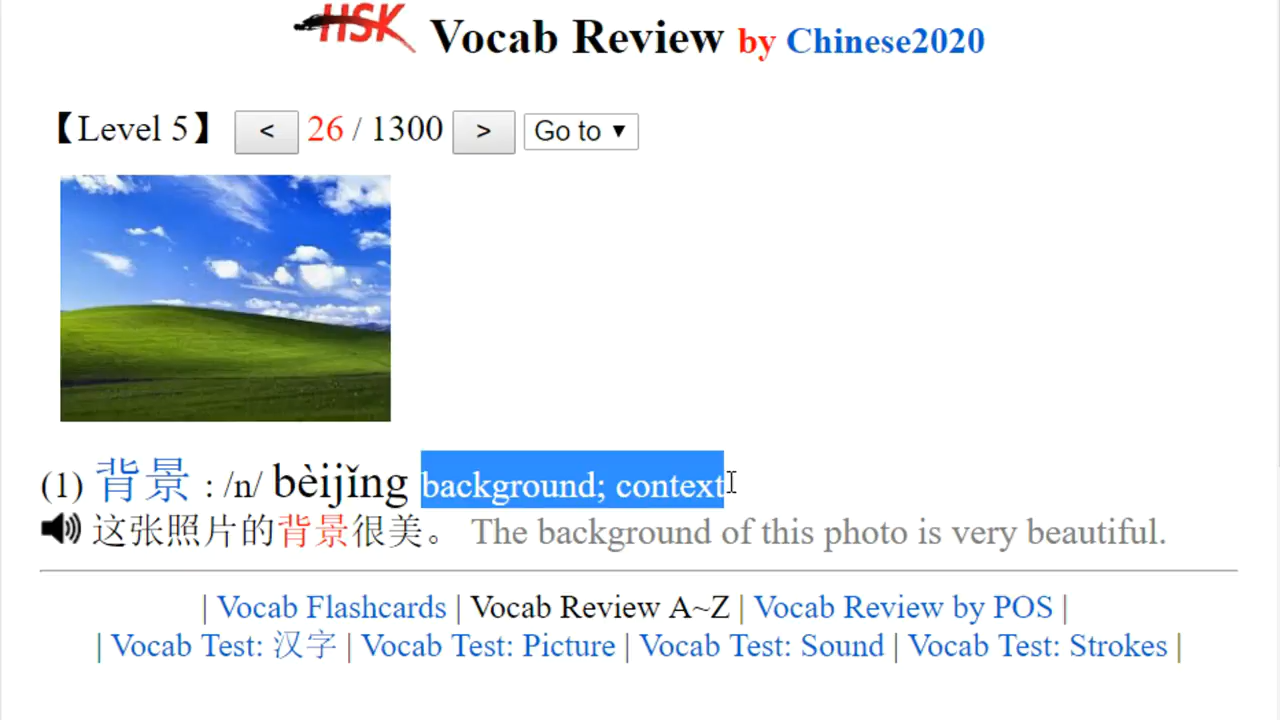 HSK Vocab Review by Chinese2020
【Level 5】 < 26 / 1300 > Go to ▼
(1) 背景 : /n/ bèijǐng background; context
这张照片的背景很美。 The background of this photo is very beautiful.
| Vocab Flashcards | Vocab Review A~Z | Vocab Review by POS |
| Vocab Test: 汉字 | Vocab Test: Picture | Vocab Test: Sound | Vocab Test: Strokes |